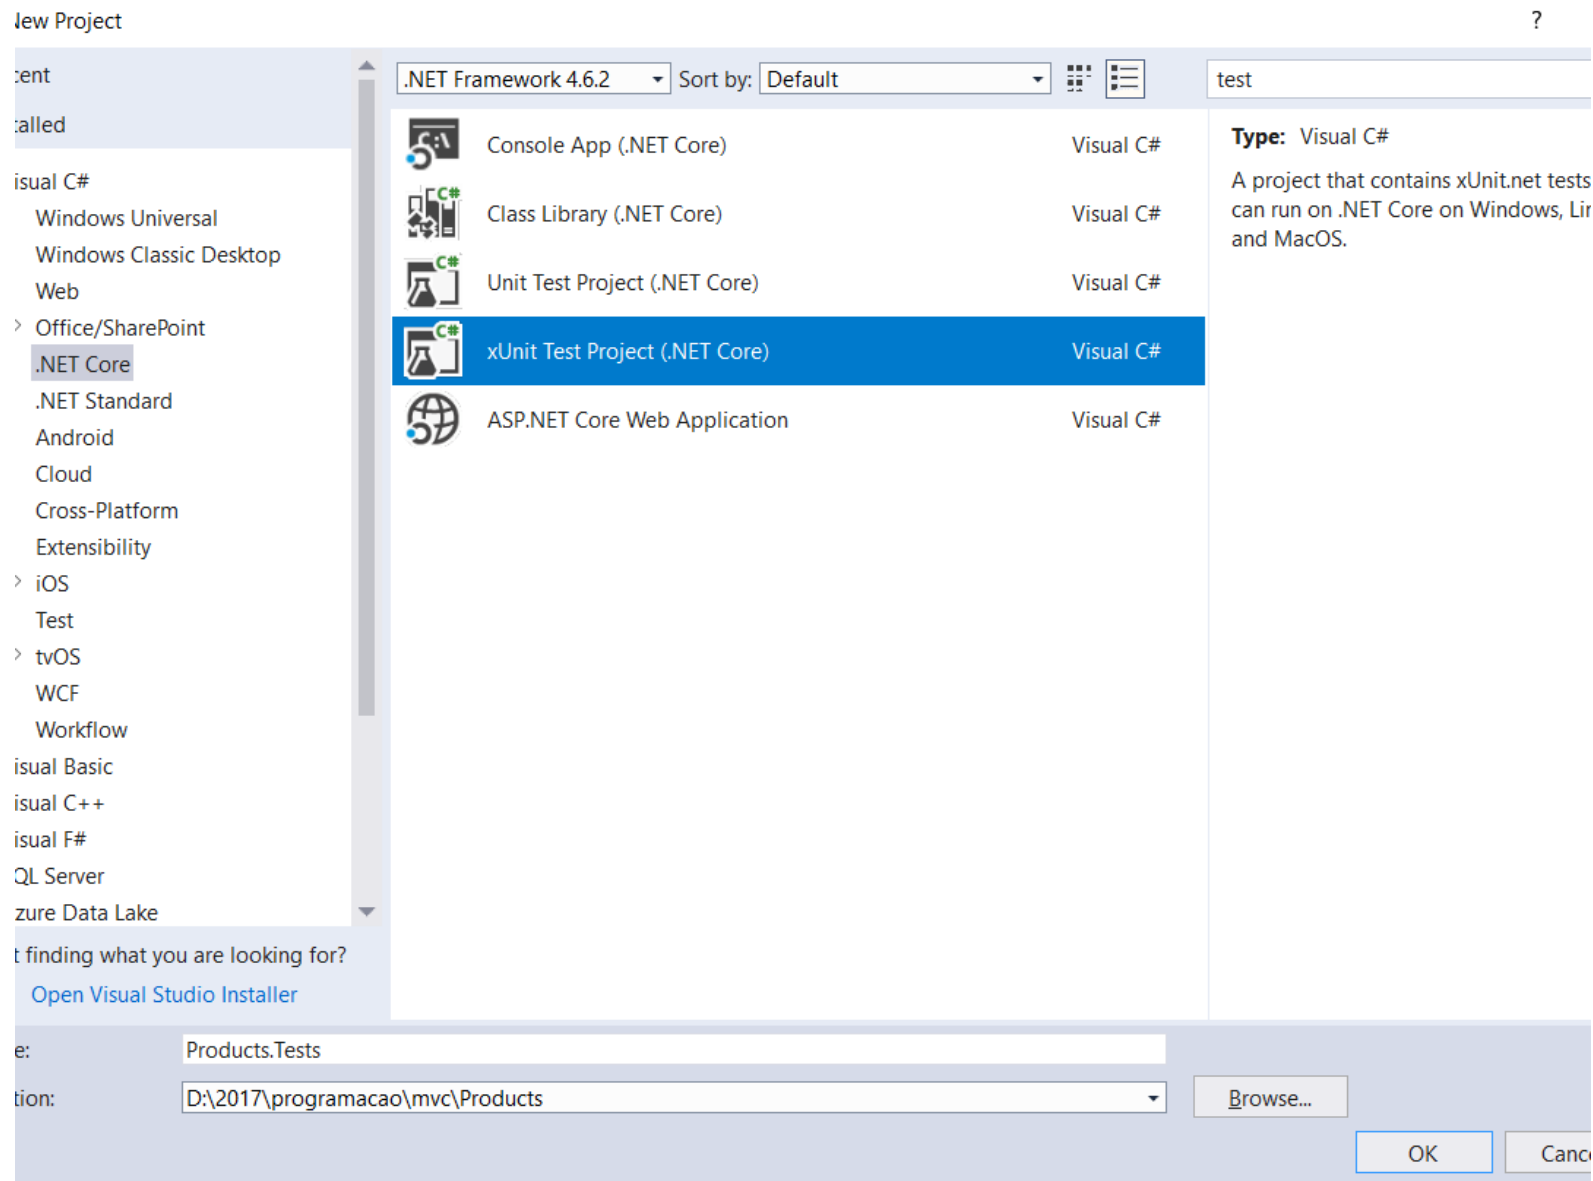 New Project
?
cent
talled
isual C#
Windows Universal
Windows Classic Desktop
Web
Office/SharePoint
.NET Core
.NET Standard
Android
Cloud
Cross-Platform
Extensibility
iOS
Test
tvOS
WCF
Workflow
isual Basic
isual C++
isual F#
QL Server
zure Data Lake
t finding what you are looking for?
Open Visual Studio Installer
.NET Framework 4.6.2
Sort by: Default
Console App (.NET Core) Visual C#
Class Library (.NET Core) Visual C#
Unit Test Project (.NET Core) Visual C#
xUnit Test Project (.NET Core) Visual C#
ASP.NET Core Web Application Visual C#
test
Type: Visual C#
A project that contains xUnit.net tests
can run on .NET Core on Windows, Lin
and MacOS.
e: Products.Tests
tion: D:\2017\programacao\mvc\Products
Browse...
OK
Cance